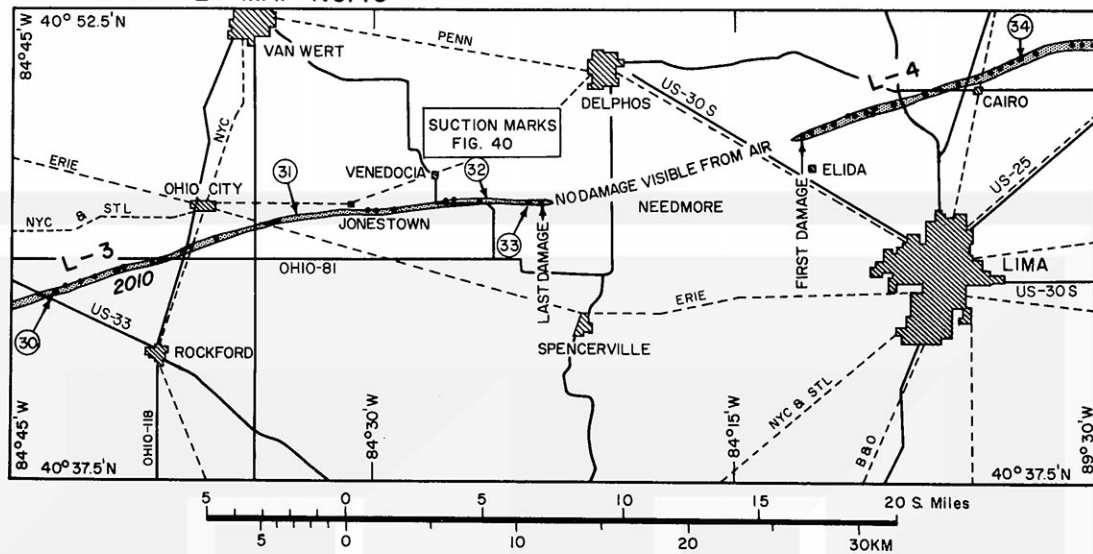 40° 52.5'N
84° 45'W
VAN WERT
PENN
DELPHOS
US-30 S
L-4
34
CAIRO
NYC
SUCTION MARKS
FIG. 40
ERIE
OHIO CITY
31
VENEDOCIA
32
NO DAMAGE VISIBLE FROM AIR
ELIDA
US-25
NYC & STL
JONESTOWN
33
NEEDMORE
L-3
2010
OHIO-81
LAST DAMAGE
FIRST DAMAGE
LIMA
US-30 S
30
US-33
ERIE
ROCKFORD
SPENCERVILLE
84° 45'W
OHIO-118
84° 30'W
84° 15'W
NYC & STL
B&O
89° 30'W
40° 37.5'N
40° 37.5'N
5 0 5 10 15 20 S. Miles
5 0 10 20 30KM